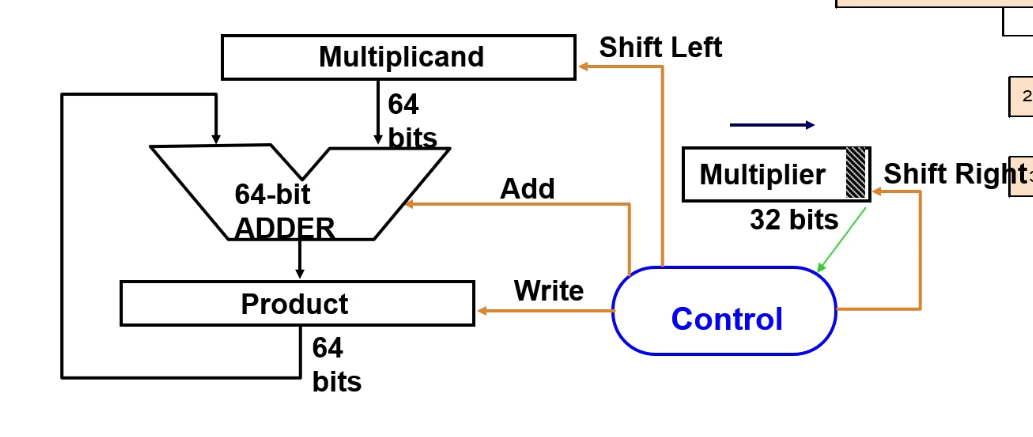 Multiplicand
Shift Left
64
bits
64-bit
ADDER
Add
Multiplier
Shift Right
32 bits
Product
Write
Control
64
bits
2